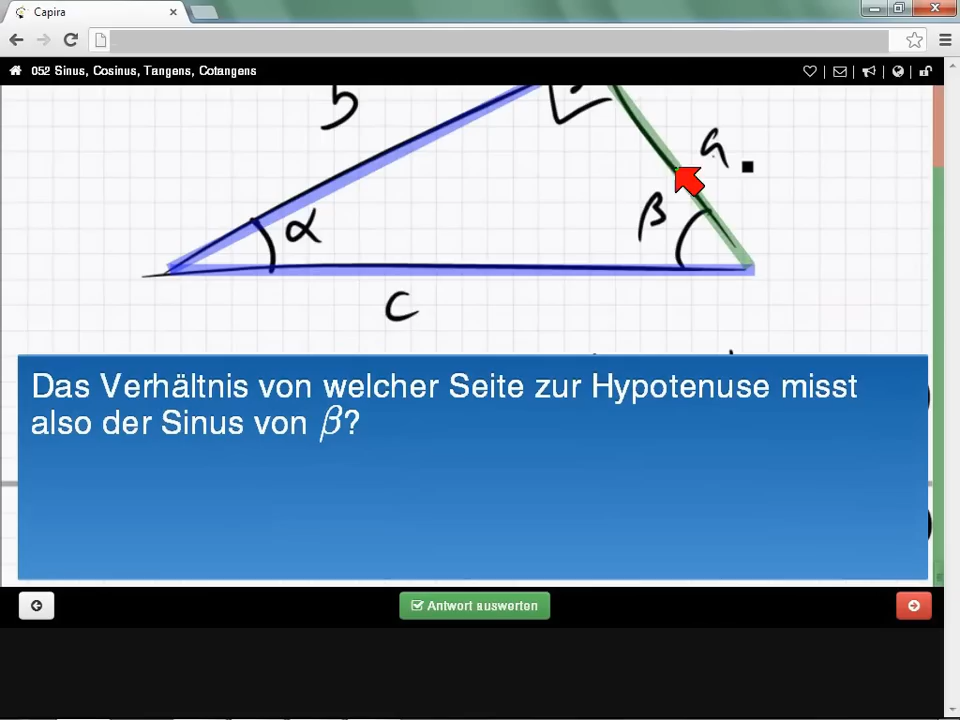 Capira
052 Sinus, Cosinus, Tangens, Cotangens
b
a
α
β
c
Das Verhältnis von welcher Seite zur Hypotenuse misst
also der Sinus von β?
Antwort auswerten